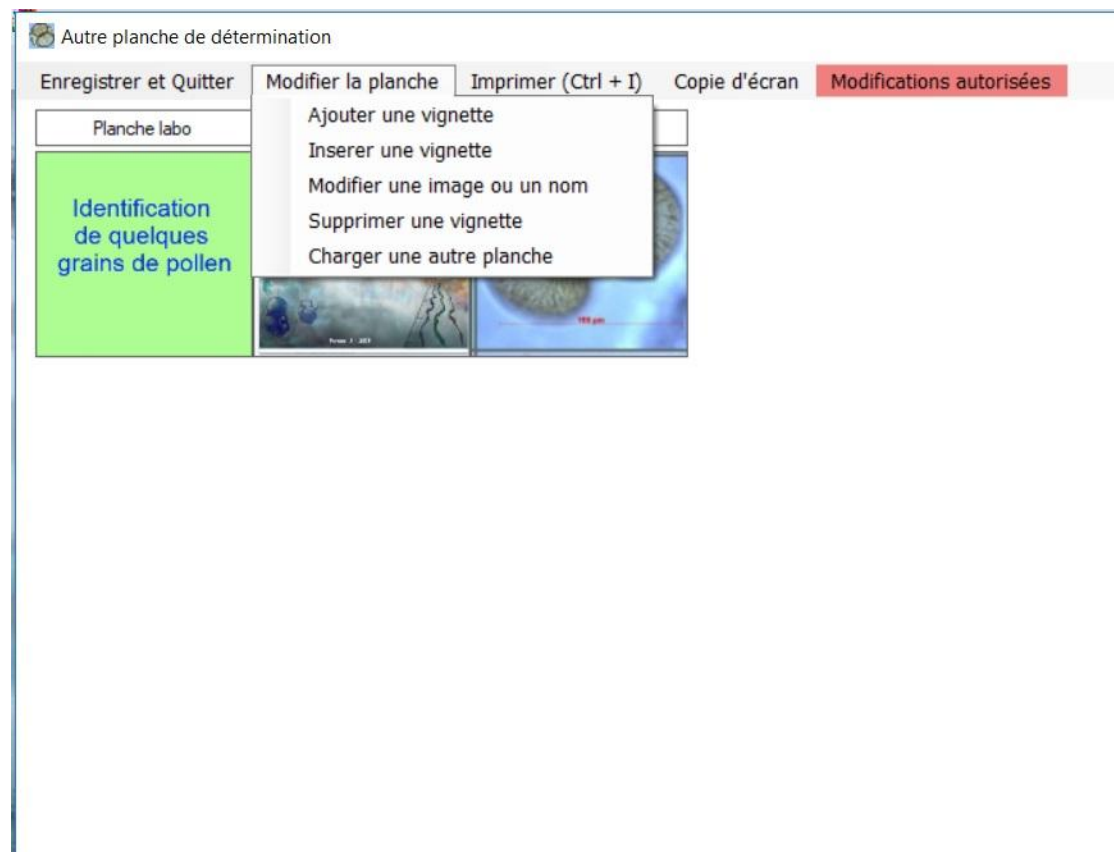 Autre planche de détermination
Enregistrer et Quitter Modifier la planche Imprimer (Ctrl + I) Copie d'écran Modifications autorisées
Ajouter une vignette
Inserer une vignette
Modifier une image ou un nom
Supprimer une vignette
Charger une autre planche
Planche labo
Identification
de quelques
grains de pollen
100 µm